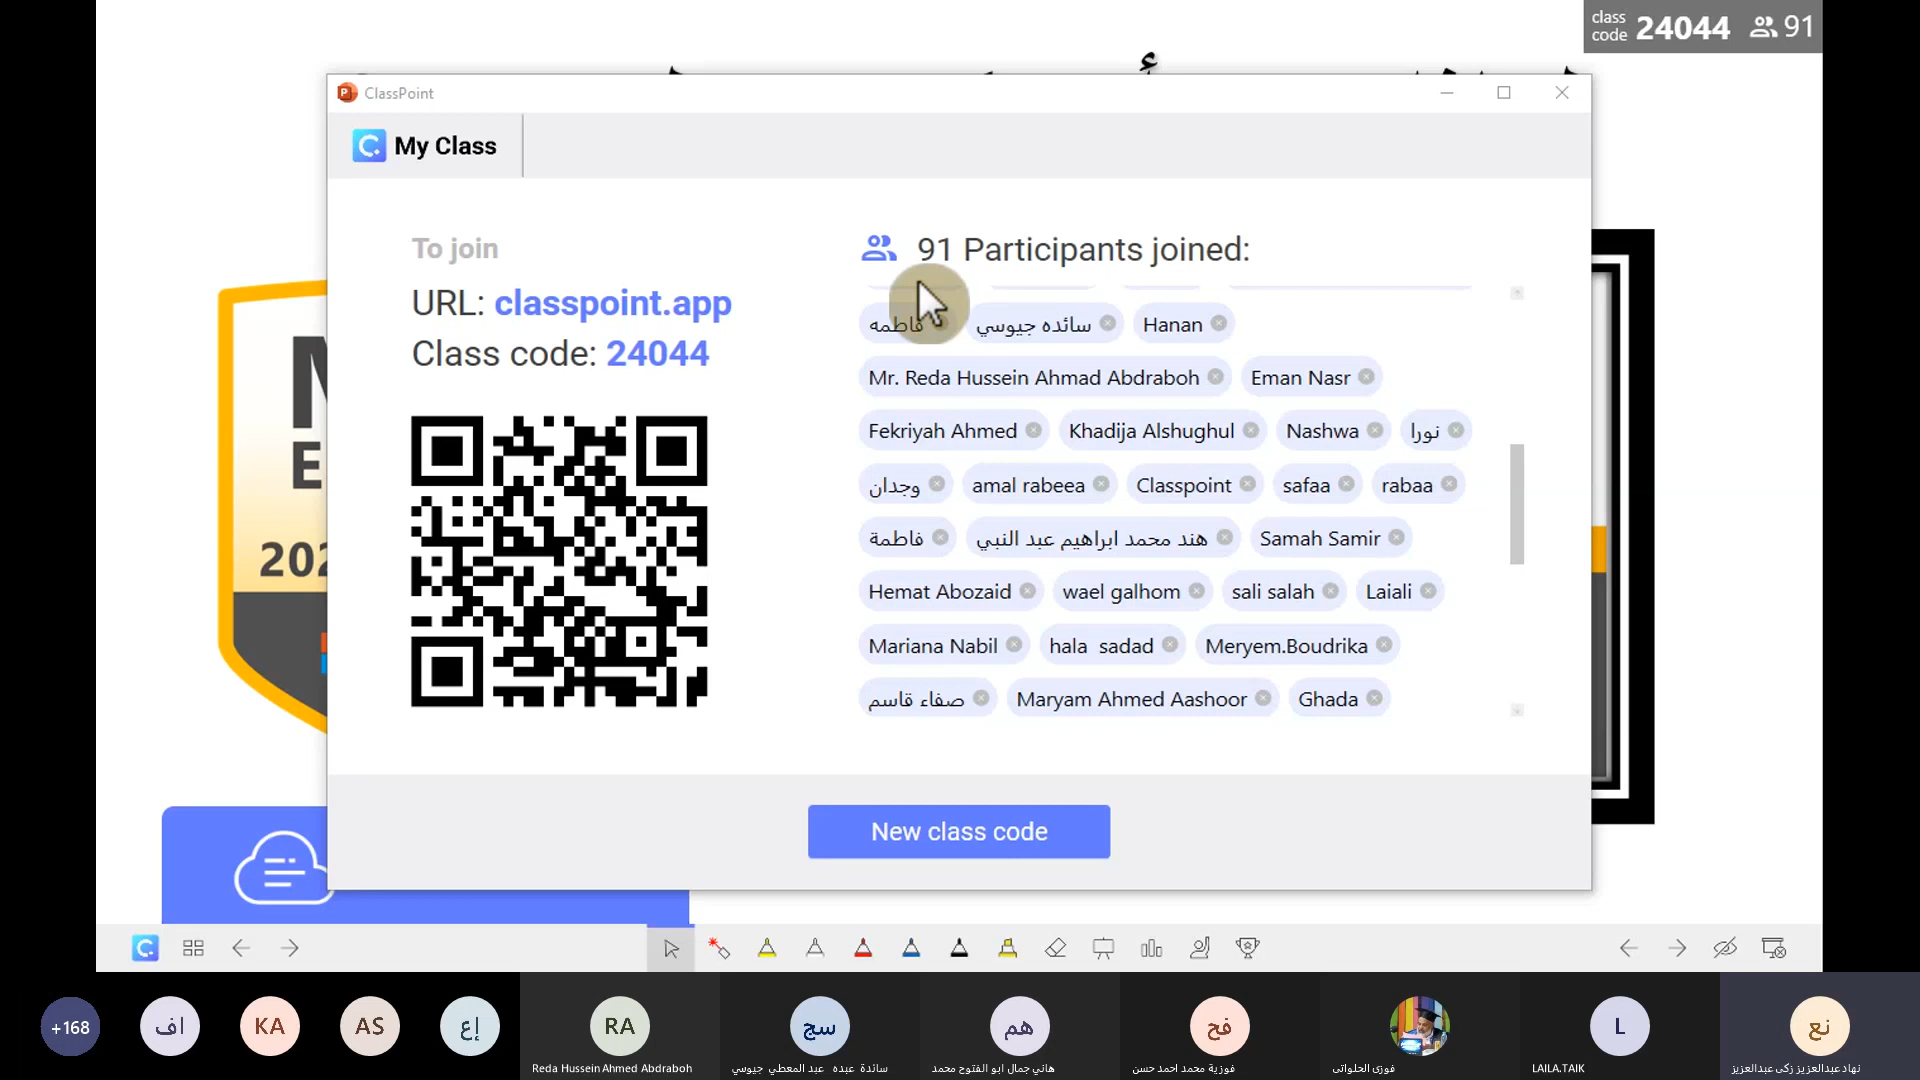 class code 24044 91
ClassPoint
My Class
To join
URL: classpoint.app
Class code: 24044
91 Participants joined:
فاطمه سائده جيوسي Hanan
Mr. Reda Hussein Ahmad Abdraboh Eman Nasr
Fekriyah Ahmed Khadija Alshughul Nashwa نورا
وجدان amal rabeea Classpoint safaa rabaa
فاطمة هند محمد ابراهيم عبد النبي Samah Samir
Hemat Abozaid wael galhom sali salah Laiali
Mariana Nabil hala sadad Meryem.Boudrika
صفاء قاسم Maryam Ahmed Aashoor Ghada
New class code
+168 اف KA AS إع RA سج هم فح L نع
Reda Hussein Ahmed Abdraboh سائدة عبده عبد المعطي جيوسي هاني جمال ابو الفتوح محمد فوزية محمد احمد حسن فوزى الحلوانى LAILA.TAIK نهاد عبدالعزيز زكى عبدالعزيز